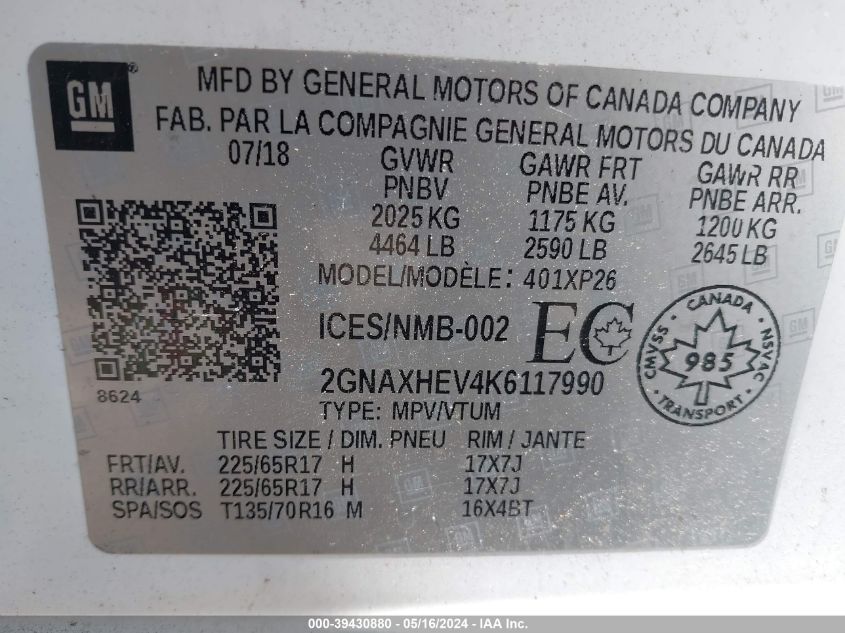 GM
MFD BY GENERAL MOTORS OF CANADA COMPANY
FAB. PAR LA COMPAGNIE GENERAL MOTORS DU CANADA
07/18 GVWR GAWR FRT GAWR RR
PNBV PNBE AV. PNBE ARR.
2025 KG 1175 KG 1200 KG
4464 LB 2590 LB 2645 LB
MODEL/MODÈLE: 401XP26
ICES/NMB-002 EC
CANADA
CMVSS 985 NSVAC
TRANSPORT
8624
2GNAXHEV4K6117990
TYPE: MPV/VTUM
TIRE SIZE / DIM. PNEU RIM / JANTE
FRT/AV. 225/65R17 H 17X7J
RR/ARR. 225/65R17 H 17X7J
SPA/SOS T135/70R16 M 16X4BT
000-39430880 - 05/16/2024 - IAA Inc.